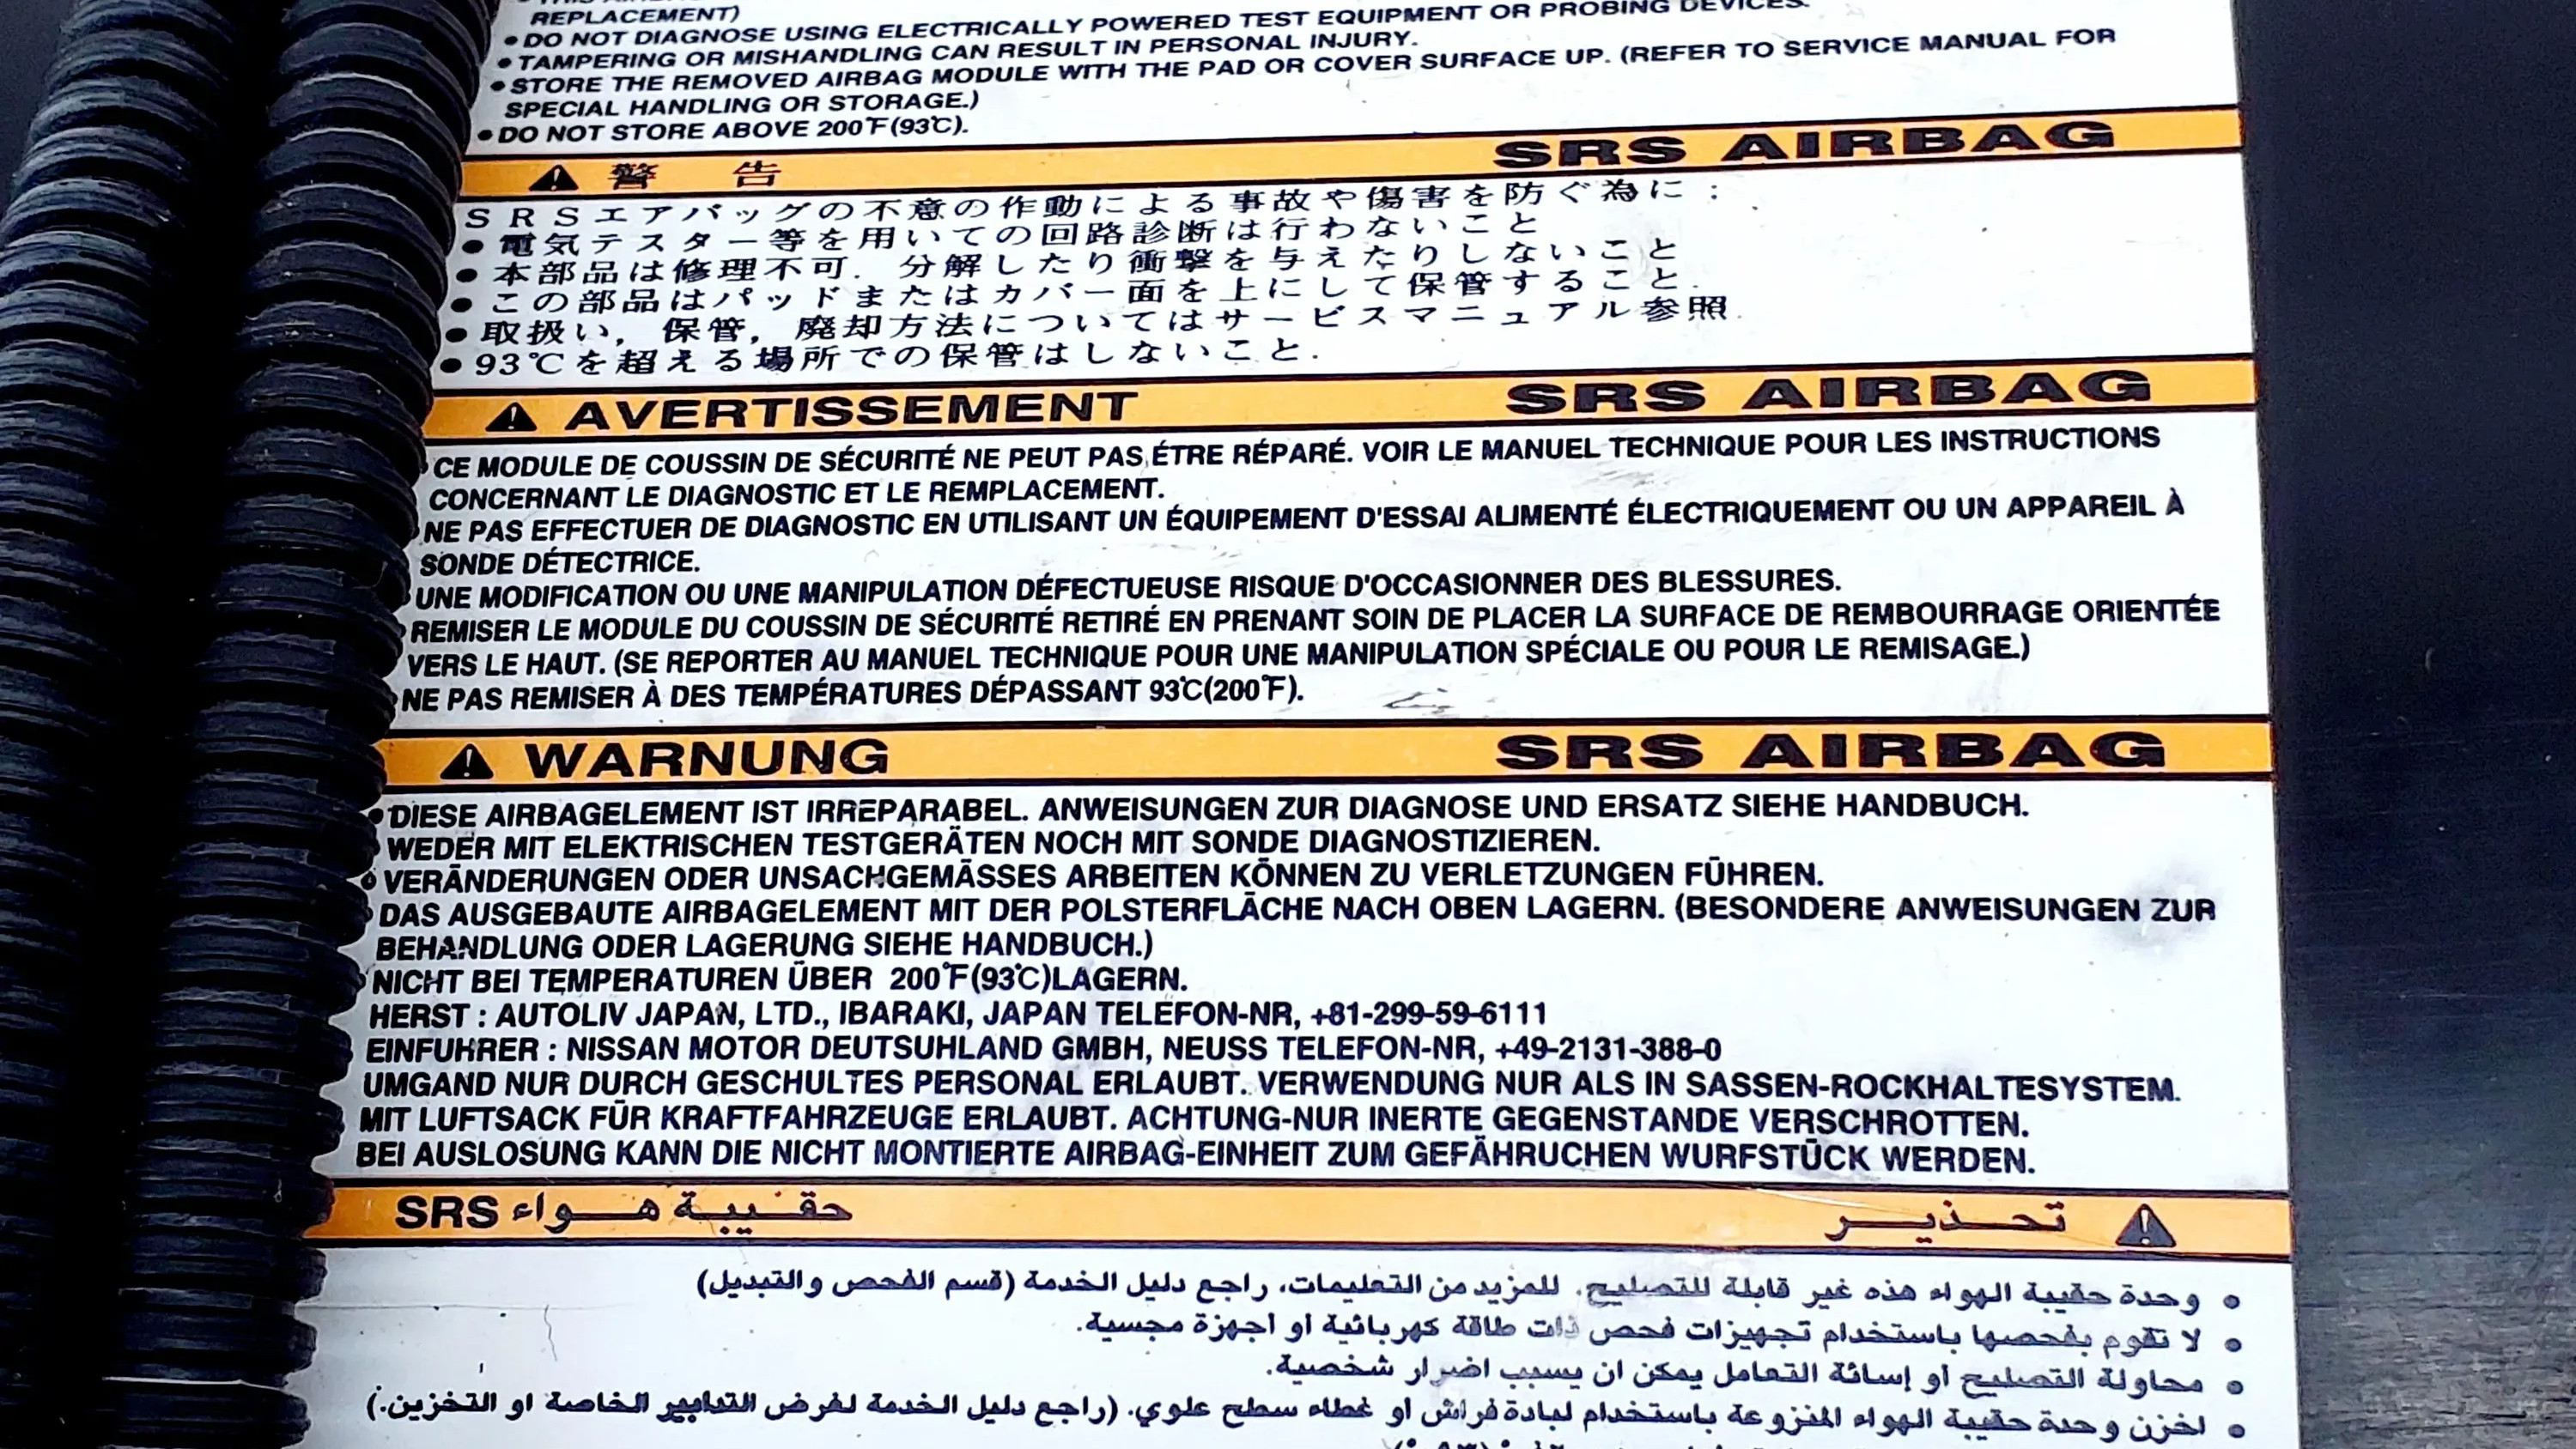 REPLACEMENT)
● DO NOT DIAGNOSE USING ELECTRICALLY POWERED TEST EQUIPMENT OR PROBING DEVICES.
● TAMPERING OR MISHANDLING CAN RESULT IN PERSONAL INJURY.
● STORE THE REMOVED AIRBAG MODULE WITH THE PAD OR COVER SURFACE UP. (REFER TO SERVICE MANUAL FOR
SPECIAL HANDLING OR STORAGE.)
● DO NOT STORE ABOVE 200℉(93℃).
⚠ 警 告 SRS AIRBAG
SRSエアバッグの不意の作動による事故や傷害を防ぐ為に：
● 電気テスター等を用いての回路診断は行わないこと
● 本部品は修理不可．分解したり衝撃を与えたりしないこと
● この部品はパッドまたはカバー面を上にして保管すること．
● 取扱い，保管，廃却方法についてはサービスマニュアル参照．
● 93℃を超える場所での保管はしないこと．
⚠ AVERTISSEMENT SRS AIRBAG
CE MODULE DE COUSSIN DE SÉCURITÉ NE PEUT PAS ÉTRE RÉPARÉ. VOIR LE MANUEL TECHNIQUE POUR LES INSTRUCTIONS
CONCERNANT LE DIAGNOSTIC ET LE REMPLACEMENT.
NE PAS EFFECTUER DE DIAGNOSTIC EN UTILISANT UN ÉQUIPEMENT D'ESSAI ALIMENTÉ ÉLECTRIQUEMENT OU UN APPAREIL À
SONDE DÉTECTRICE.
UNE MODIFICATION OU UNE MANIPULATION DÉFECTUEUSE RISQUE D'OCCASIONNER DES BLESSURES.
REMISER LE MODULE DU COUSSIN DE SÉCURITÉ RETIRÉ EN PRENANT SOIN DE PLACER LA SURFACE DE REMBOURRAGE ORIENTÉE
VERS LE HAUT. (SE REPORTER AU MANUEL TECHNIQUE POUR UNE MANIPULATION SPÉCIALE OU POUR LE REMISAGE.)
NE PAS REMISER À DES TEMPÉRATURES DÉPASSANT 93℃(200℉).
⚠ WARNUNG SRS AIRBAG
● DIESE AIRBAGELEMENT IST IRREPARABEL. ANWEISUNGEN ZUR DIAGNOSE UND ERSATZ SIEHE HANDBUCH.
● WEDER MIT ELEKTRISCHEN TESTGERÄTEN NOCH MIT SONDE DIAGNOSTIZIEREN.
● VERÄNDERUNGEN ODER UNSACHGEMÄSSES ARBEITEN KÖNNEN ZU VERLETZUNGEN FÜHREN.
● DAS AUSGEBAUTE AIRBAGELEMENT MIT DER POLSTERFLÄCHE NACH OBEN LAGERN. (BESONDERE ANWEISUNGEN ZUR
BEHANDLUNG ODER LAGERUNG SIEHE HANDBUCH.)
● NICHT BEI TEMPERATUREN ÜBER 200℉(93℃)LAGERN.
HERST : AUTOLIV JAPAN, LTD., IBARAKI, JAPAN TELEFON-NR, +81-299-59-6111
EINFUHRER : NISSAN MOTOR DEUTSUHLAND GMBH, NEUSS TELEFON-NR, +49-2131-388-0
UMGAND NUR DURCH GESCHULTES PERSONAL ERLAUBT. VERWENDUNG NUR ALS IN SASSEN-ROCKHALTESYSTEM.
MIT LUFTSACK FÜR KRAFTFAHRZEUGE ERLAUBT. ACHTUNG-NUR INERTE GEGENSTANDE VERSCHROTTEN.
BEI AUSLOSUNG KANN DIE NICHT MONTIERTE AIRBAG-EINHEIT ZUM GEFÄHRUCHEN WURFSTÜCK WERDEN.
⚠ تحذير حقيبة هواء SRS
● وحدة حقيبة الهواء هذه غير قابلة للتصليح. للمزيد من التعليمات، راجع دليل الخدمة (قسم الفحص والتبديل)
● لا تقوم بفحصها باستخدام تجهيزات فحص ذات طاقة كهربائية أو أجهزة مجسية.
● محاولة التصليح أو إسائة التعامل يمكن ان يسبب اضرار شخصية.
● اخزن وحدة حقيبة الهواء المنزوعة باستخدام لبادة فراش او غطاء سطح علوي. (راجع دليل الخدمة لغرض التدابير الخاصة او التخزين.)